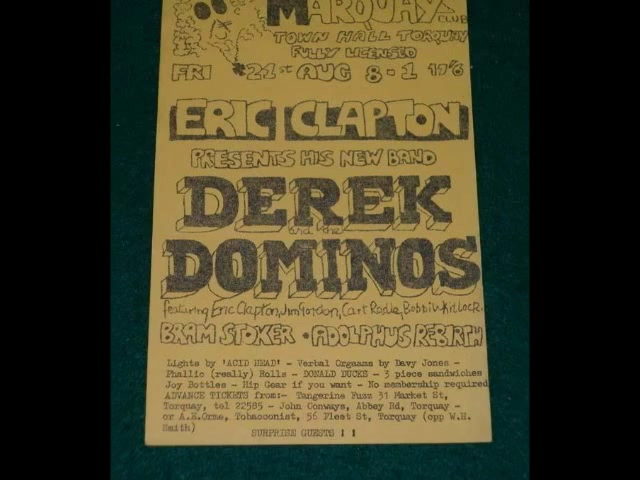 MARQUAYS
CLUB
TOWN HALL TORQUAY
FULLY LICENSED
FRI 21st AUG 8-1 17'6
ERIC CLAPTON
PRESENTS HIS NEW BAND
DEREK
and the
DOMINOS
featuring Eric Clapton, Jim Gordon, Carl Radle, Bobby
BRAM STOKER · ADOLPHUS REBIRTH
Lights by 'ACID HEAD' - Verbal Orgasms by Davy Jones -
Phallic (really) Rolls - DONALD DUCKS - 3 piece sandwiches
Joy Bottles - Hip Gear if you want - No membership required
ADVANCE TICKETS from:- Tangerine Fuzz 31 Market St,
Torquay, tel 22585 - John Conways, Abbey Rd, Torquay -
or A.E.Orme, Tobacconist, 56 Fleet St, Torquay (opp W.H.
Smith)
SURPRISE GUESTS ! !